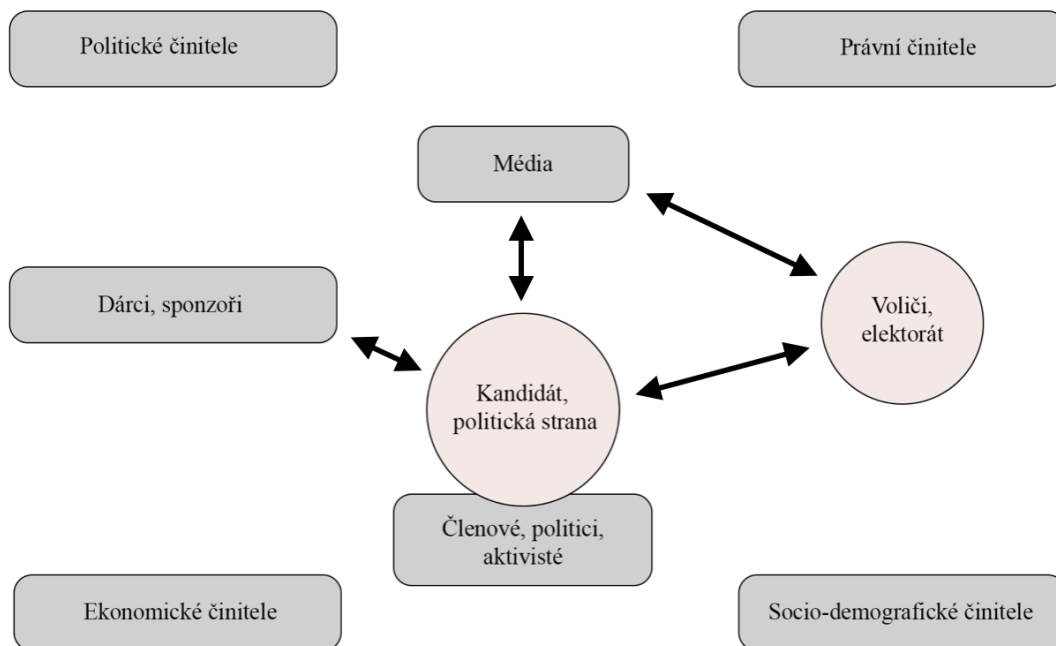 Politické činitele
Právní činitele
Média
Dárci, sponzoři
Voliči,
elektorát
Kandidát,
politická strana
Členové, politici,
aktivisté
Ekonomické činitele
Socio-demografické činitele